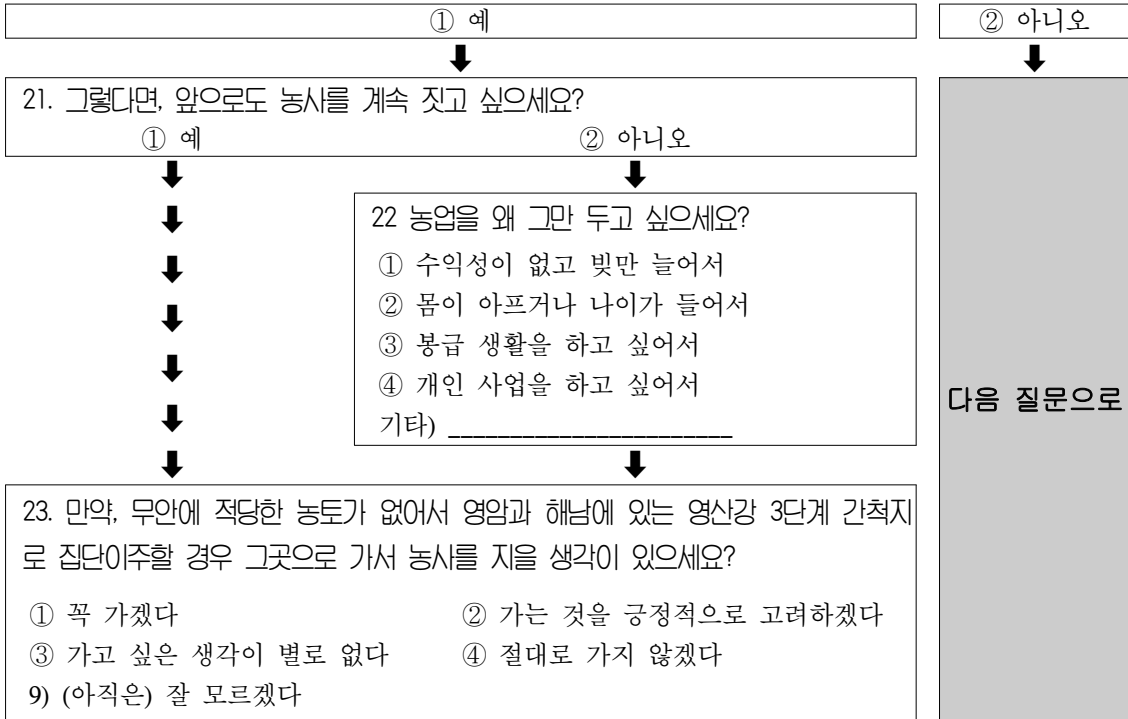 ① 예
② 아니오
21. 그렇다면, 앞으로도 농사를 계속 짓고 싶으세요?
① 예 ② 아니오
22 농업을 왜 그만 두고 싶으세요?
① 수익성이 없고 빚만 늘어서
② 몸이 아프거나 나이가 들어서
③ 봉급 생활을 하고 싶어서
④ 개인 사업을 하고 싶어서
기타) _______________________
다음 질문으로
23. 만약, 무안에 적당한 농토가 없어서 영암과 해남에 있는 영산강 3단계 간척지
로 집단이주할 경우 그곳으로 가서 농사를 지을 생각이 있으세요?
① 꼭 가겠다 ② 가는 것을 긍정적으로 고려하겠다
③ 가고 싶은 생각이 별로 없다 ④ 절대로 가지 않겠다
9) (아직은) 잘 모르겠다